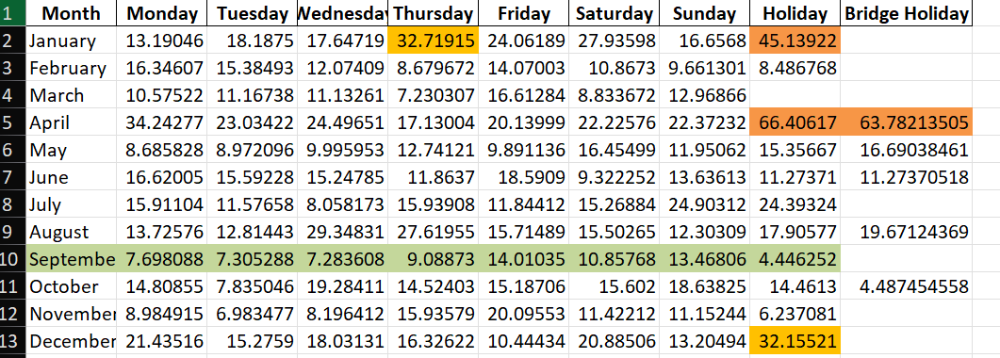 1 Month Monday Tuesday Wednesday Thursday Friday Saturday Sunday Holiday Bridge Holiday
2 January 13.19046 18.1875 17.64719 32.71915 24.06189 27.93598 16.6568 45.13922
3 February 16.34607 15.38493 12.07409 8.679672 14.07003 10.8673 9.661301 8.486768
4 March 10.57522 11.16738 11.13261 7.230307 16.61284 8.833672 12.96866
5 April 34.24277 23.03422 24.49651 17.13004 20.13999 22.22576 22.37232 66.40617 63.78213505
6 May 8.685828 8.972096 9.995953 12.74121 9.891136 16.45499 11.95062 15.35667 16.69038461
7 June 16.62005 15.59228 15.24785 11.8637 18.5909 9.322252 13.63613 11.27371 11.27370518
8 July 15.91104 11.57658 8.058173 15.93908 11.84412 15.26884 24.90312 24.39324
9 August 13.72576 12.81443 29.34831 27.61955 15.71489 15.50265 12.30309 17.90577 19.67124369
10 Septembe 7.698088 7.305288 7.283608 9.08873 14.01035 10.85768 13.46806 4.446252
11 October 14.80855 7.835046 19.28411 14.52403 15.18706 15.602 18.63825 14.4613 4.487454558
12 November 8.984915 6.983477 8.196412 15.93579 20.09553 11.42212 11.15244 6.237081
13 December 21.43516 15.2759 18.03131 16.32622 10.44434 20.88506 13.20494 32.15521